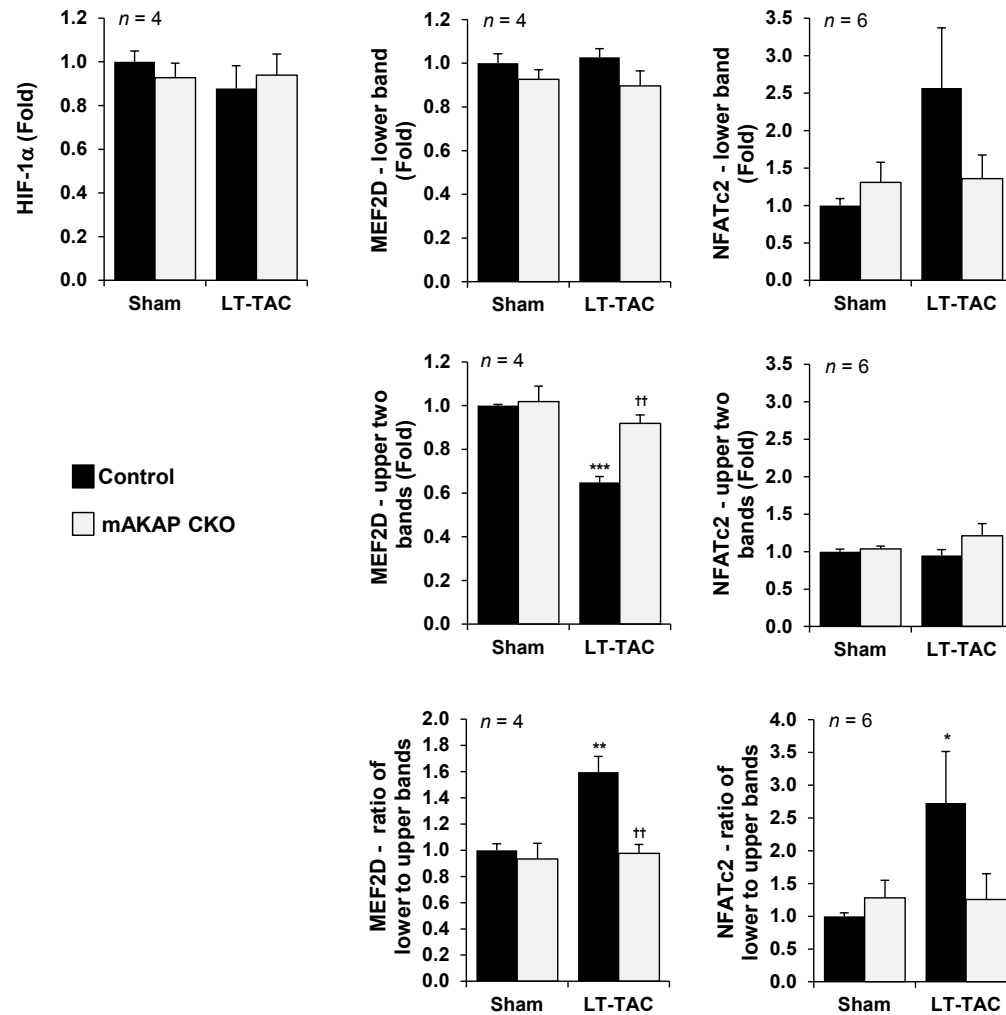 HIF-1α (Fold)
n = 4
1.2
1.0
0.8
0.6
0.4
0.2
0.0
Sham LT-TAC
MEF2D - lower band
(Fold)
n = 4
1.2
1.0
0.8
0.6
0.4
0.2
0.0
Sham LT-TAC
NFATc2 - lower band
(Fold)
n = 6
3.5
3.0
2.5
2.0
1.5
1.0
0.5
0.0
Sham LT-TAC
Control
mAKAP CKO
MEF2D - upper two
bands (Fold)
n = 4
1.2
1.0
0.8
0.6
0.4
0.2
0.0
***
††
Sham LT-TAC
NFATc2 - upper two
bands (Fold)
n = 6
3.5
3.0
2.5
2.0
1.5
1.0
0.5
0.0
Sham LT-TAC
MEF2D - ratio of
lower to upper bands
n = 4
2.0
1.8
1.6
1.4
1.2
1.0
0.8
0.6
0.4
0.2
0.0
**
††
Sham LT-TAC
NFATc2 - ratio of
lower to upper bands
n = 6
4.0
3.5
3.0
2.5
2.0
1.5
1.0
0.5
0.0
*
Sham LT-TAC